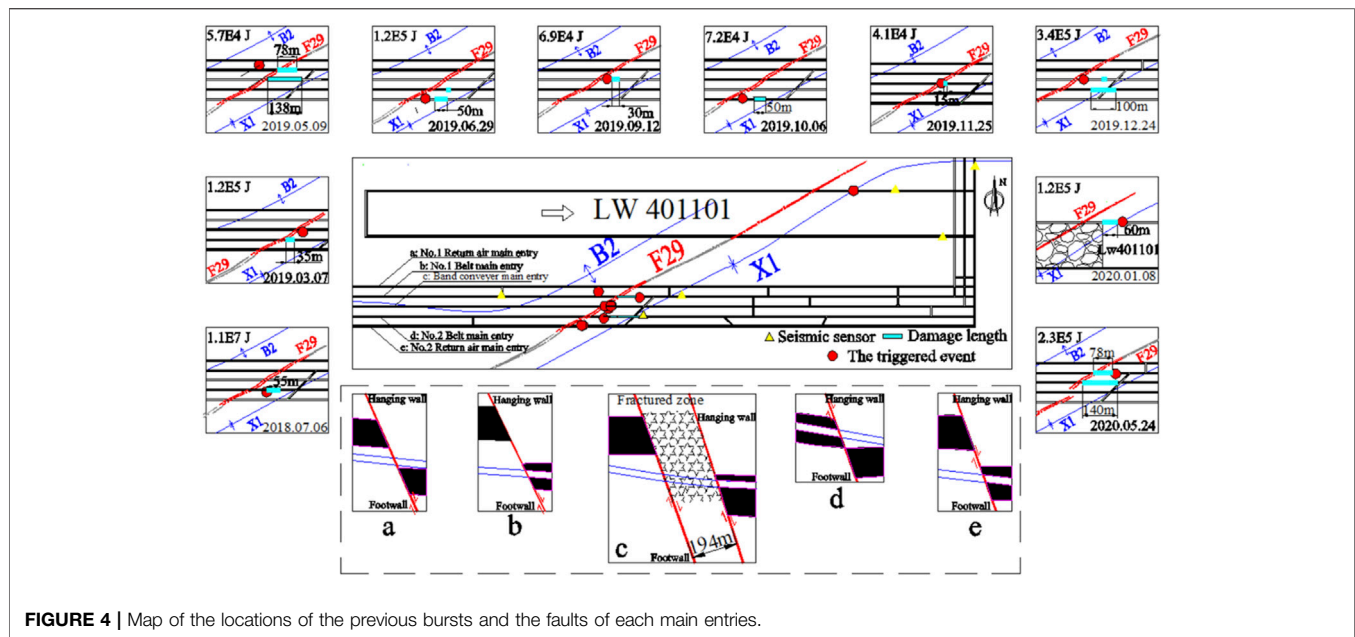 5.7E4 J
B2
78m
F29
138m
X1
2019.05.09
1.2E5 J
B2
F29
50m
X1
2019.06.29
6.9E4 J
B2
F29
30m
X1
2019.09.12
7.2E4 J
B2
F29
50m
X1
2019.10.06
4.1E4 J
B2
F29
15m
X1
2019.11.25
3.4E5 J
B2
F29
100m
X1
2019.12.24
1.2E5 J
B2
X1
35m
F29
2019.03.07
LW 401101
N
B2
F29
X1
a: No.1 Return air main entry
b: No.1 Belt main entry
c: Band conveyer main entry
d: No.2 Belt main entry
e: No.2 Return air main entry
Seismic sensor
Damage length
The triggered event
1.2E5 J
F29
60m
Lw401101
X1
2020.01.08
1.1E7 J
B2
F29
55m
X1
2018.07.06
2.3E5 J
78m
B2
F29
140m
X1
2020.05.24
Hanging wall
Footwall
a
Hanging wall
Footwall
b
Fractured zone
Hanging wall
194m
Footwall
c
Hanging wall
Footwall
d
Hanging wall
Footwall
e
FIGURE 4 | Map of the locations of the previous bursts and the faults of each main entries.